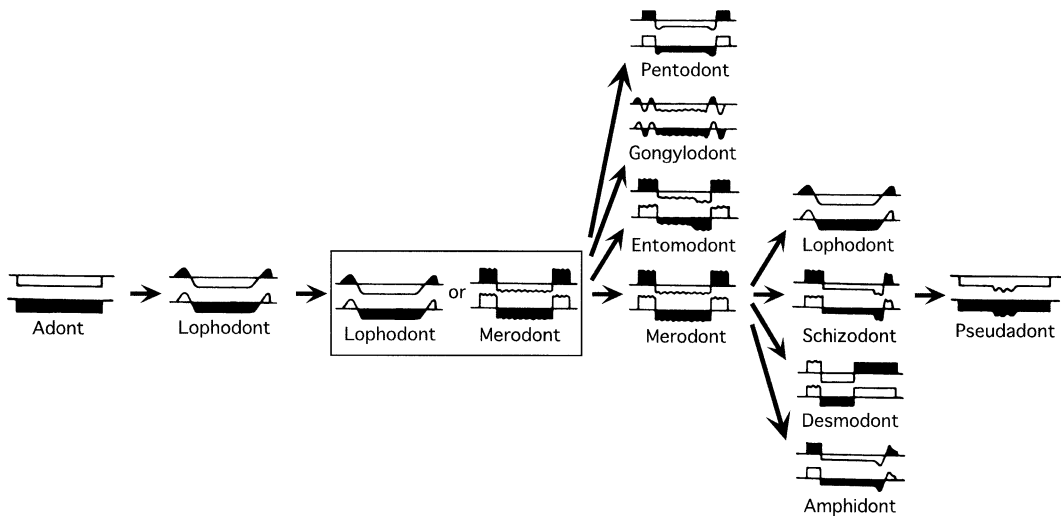 Adont
Lophodont
Lophodont
or
Merodont
Pentodont
Gongylodont
Entomodont
Merodont
Lophodont
Schizodont
Desmodont
Amphidont
Pseudadont